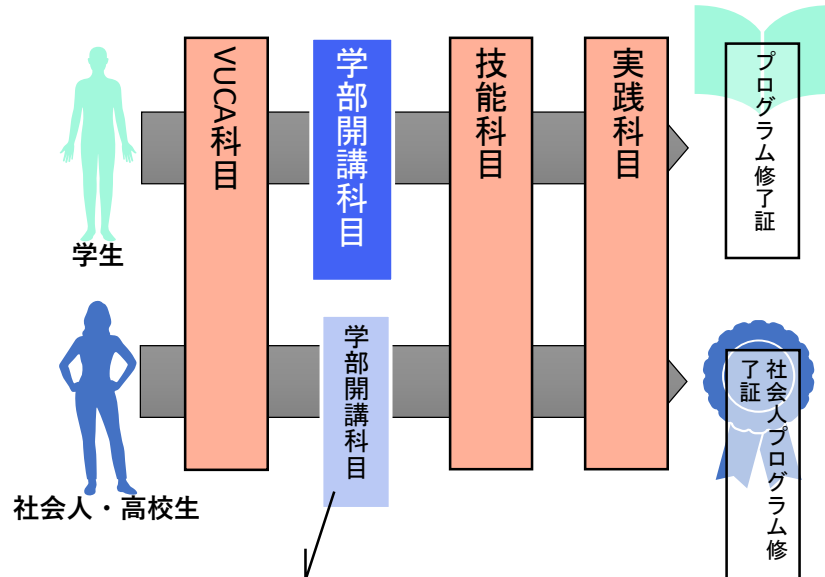 VUCA科目
学部開講科目
技能科目
実践科目
プログラム修了証
学生
学部開講科目
社会人プログラム修
了証
社会人・高校生